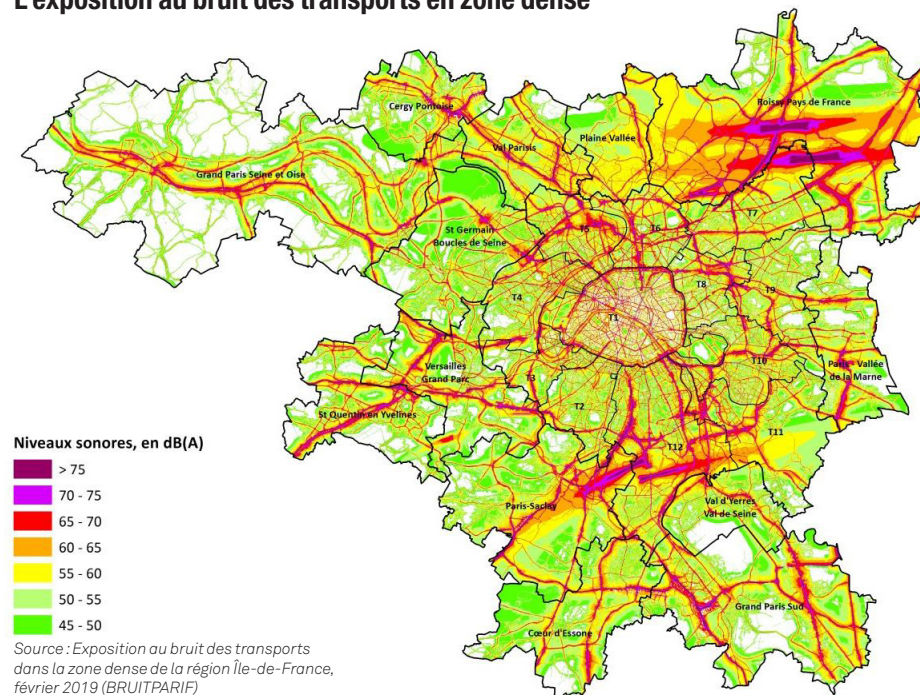 L'exposition au bruit des transports en zone dense
Cergy Pontoise
Roissy Pays de France
Val Parisis
Plaine Vallée
Grand Paris Seine et Oise
St Germain
Boucles de Seine
T5
T6
T7
T4
T8
T9
T1
Versailles
Grand Parc
T3
T10
Paris - Vallée
de la Marne
St Quentin en Yvelines
T2
T11
T12
Paris-Saclay
Val d'Yerres
Val de Seine
Grand Paris Sud
Cœur d'Essone
Niveaux sonores, en dB(A)
> 75
70 - 75
65 - 70
60 - 65
55 - 60
50 - 55
45 - 50
Source : Exposition au bruit des transports
dans la zone dense de la région Île-de-France,
février 2019 (BRUITPARIF)